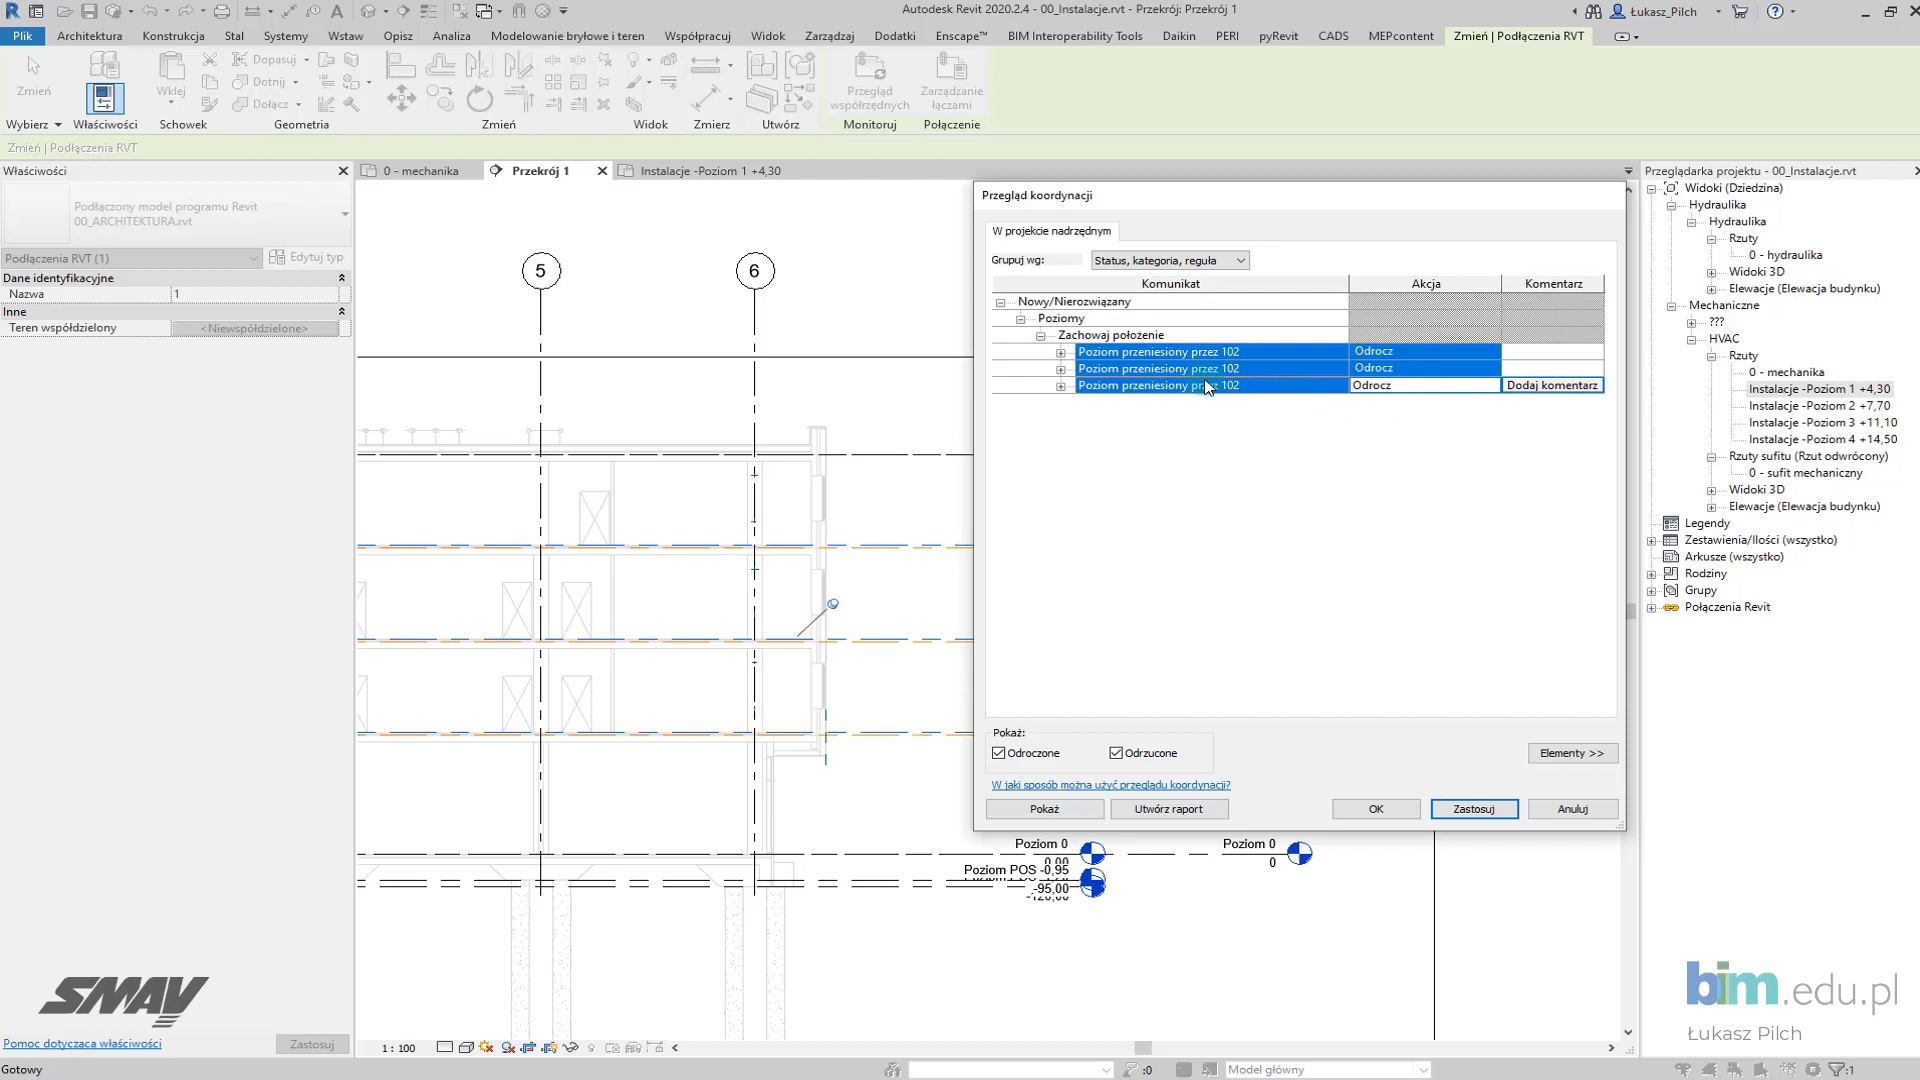 Autodesk Revit 2020.2.4 - 00_Instalacje.rvt - Przekrój: Przekrój 1
Łukasz_Pilch
Plik Architektura Konstrukcja Stal Systemy Wstaw Opisz Analiza Modelowanie bryłowe i teren Współpracuj Widok Zarządzaj Dodatki Enscape™ BIM Interoperability Tools Daikin PERI pyRevit CADS MEPcontent Zmień | Podłączenia RVT
Zmień
Wklej
Dopasuj
Dotnij
Dołącz
Przegląd współrzędnych
Zarządzanie łączami
Wybierz Właściwości Schowek Geometria Zmień Widok Zmierz Utwórz Monitoruj Połączenie
Zmień | Podłączenia RVT
Właściwości
Podłączony model programu Revit
00_ARCHITEKTURA.rvt
Podłączenia RVT (1)
Edytuj typ
Dane identyfikacyjne
Nazwa 1
Inne
Teren współdzielony <Niewspółdzielone>
SMAY
Pomoc dotycząca właściwości
Zastosuj
0 - mechanika
Przekrój 1
Instalacje -Poziom 1 +4,30
5
6
Poziom 0
0,00
Poziom POS -0,95
-95,00
-120,00
Poziom 0
0
1 : 100
Przegląd koordynacji
W projekcie nadrzędnym
Grupuj wg: Status, kategoria, reguła
Komunikat Akcja Komentarz
Nowy/Nierozwiązany
Poziomy
Zachowaj położenie
Poziom przeniesiony przez 102 Odrocz
Poziom przeniesiony przez 102 Odrocz
Poziom przeniesiony przez 102 Odrocz Dodaj komentarz
Pokaż:
Odroczone Odrzucone
Elementy >>
W jaki sposób można użyć przeglądu koordynacji?
Pokaż Utwórz raport OK Zastosuj Anuluj
Przeglądarka projektu - 00_Instalacje.rvt
Widoki (Dziedzina)
Hydraulika
Hydraulika
Rzuty
0 - hydraulika
Widoki 3D
Elewacje (Elewacja budynku)
Mechaniczne
???
HVAC
Rzuty
0 - mechanika
Instalacje -Poziom 1 +4,30
Instalacje -Poziom 2 +7,70
Instalacje -Poziom 3 +11,10
Instalacje -Poziom 4 +14,50
Rzuty sufitu (Rzut odwrócony)
0 - sufit mechaniczny
Widoki 3D
Elewacje (Elewacja budynku)
Legendy
Zestawienia/Ilości (wszystko)
Arkusze (wszystko)
Rodziny
Grupy
Połączenia Revit
bim.edu.pl
Łukasz Pilch
Gotowy
:0
Model główny
:1